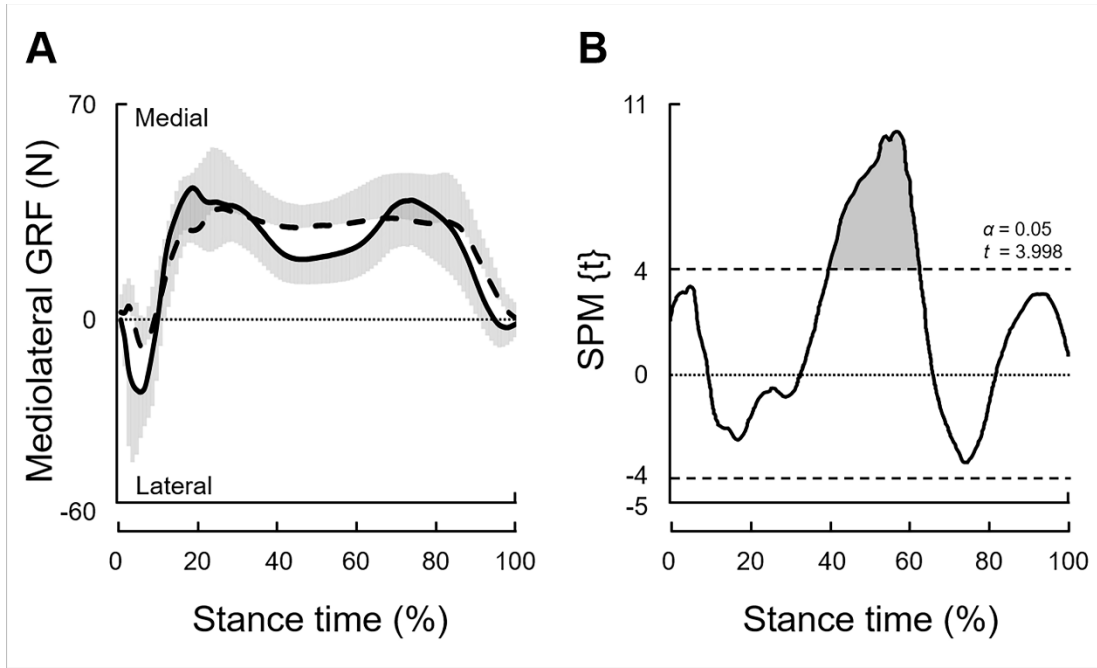 A
70
Medial
Mediolateral GRF (N)
0
Lateral
-60
0 20 40 60 80 100
Stance time (%)
B
11
α = 0.05
t = 3.998
4
SPM {t}
0
-4
-5
0 20 40 60 80 100
Stance time (%)